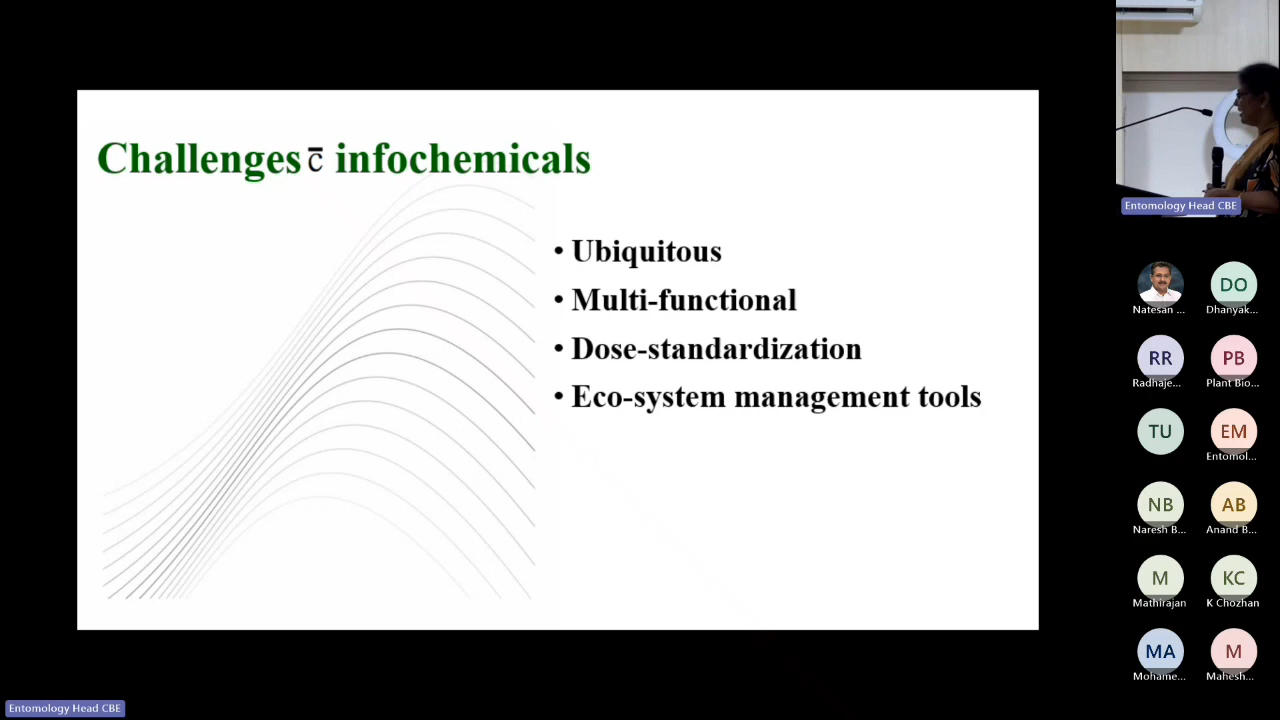 Challenges c̄ infochemicals
• Ubiquitous
• Multi-functional
• Dose-standardization
• Eco-system management tools
Entomology Head CBE
Natesan ...
DO
Dhanyak...
RR
Radhaje...
PB
Plant Bio...
TU
EM
Entomol...
NB
Naresh B...
AB
Anand B...
M
Mathirajan
KC
K Chozhan
MA
Mohame...
M
Mahesh...
Entomology Head CBE